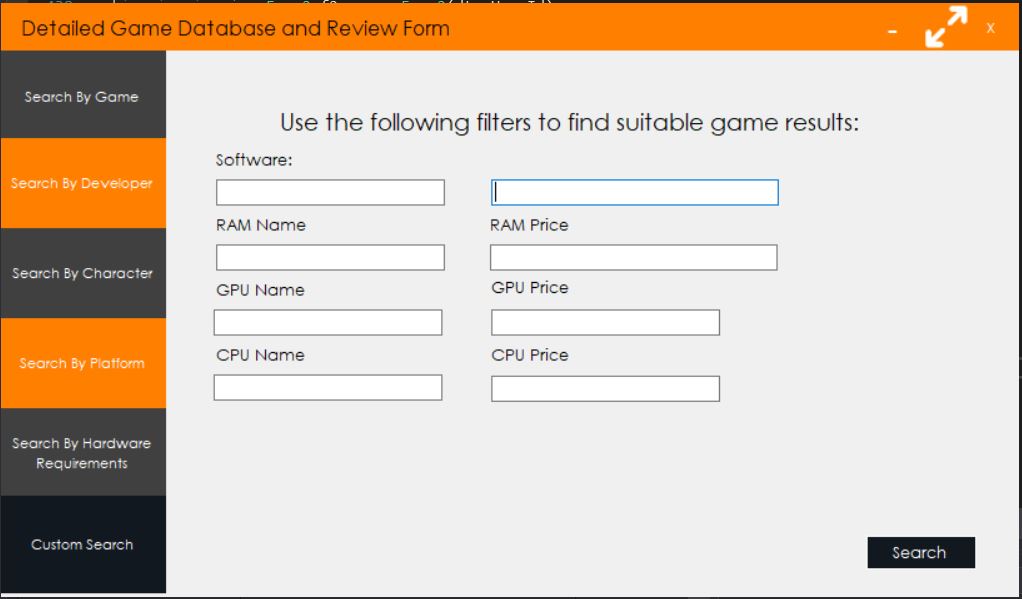 Detailed Game Database and Review Form
x
Search By Game
Search By Developer
Search By Character
Search By Platform
Search By Hardware
Requirements
Custom Search
Use the following filters to find suitable game results:
Software:
RAM Name RAM Price
GPU Name GPU Price
CPU Name CPU Price
Search